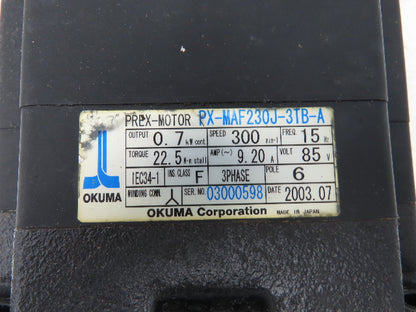 PREX-MOTOR PX-MAF230J-3TB-A
OUTPUT 0.7 kW cont. SPEED 300 min-1 FREQ. 15 Hz
TORQUE 22.5 N-m stall AMP(~) 9.20 A VOLT 85 V
IEC34-1 INS.CLASS F 3PHASE POLE 6
WINDING CONN. SER.NO. 03000598 DATE 2003.07
OKUMA OKUMA Corporation MADE IN JAPAN